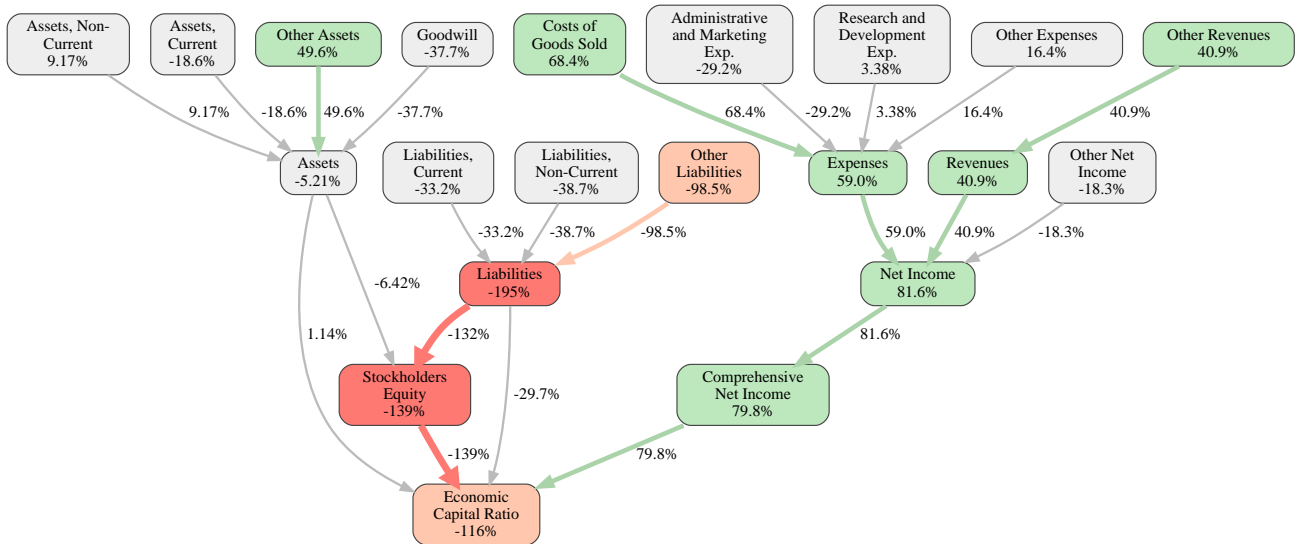 Assets, Non-
Current
9.17%
Assets,
Current
-18.6%
Other Assets
49.6%
Goodwill
-37.7%
Costs of
Goods Sold
68.4%
Administrative
and Marketing
Exp.
-29.2%
Research and
Development
Exp.
3.38%
Other Expenses
16.4%
Other Revenues
40.9%
9.17%
-18.6%
49.6%
-37.7%
68.4%
-29.2%
3.38%
16.4%
40.9%
Assets
-5.21%
Liabilities,
Current
-33.2%
Liabilities,
Non-Current
-38.7%
Other
Liabilities
-98.5%
Expenses
59.0%
Revenues
40.9%
Other Net
Income
-18.3%
-33.2%
-38.7%
-98.5%
59.0%
40.9%
-18.3%
-6.42%
Liabilities
-195%
Net Income
81.6%
1.14%
-132%
81.6%
Stockholders
Equity
-139%
-29.7%
Comprehensive
Net Income
79.8%
-139%
79.8%
Economic
Capital Ratio
-116%